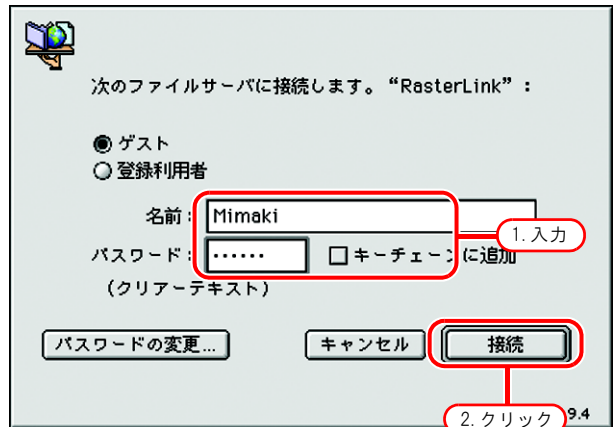 次のファイルサーバに接続します。“RasterLink”：
ゲスト
登録利用者
名前： Mimaki
1. 入力
パスワード： •••••• キーチェーンに追加
(クリアーテキスト)
パスワードの変更... キャンセル 接続
2. クリック
9.4